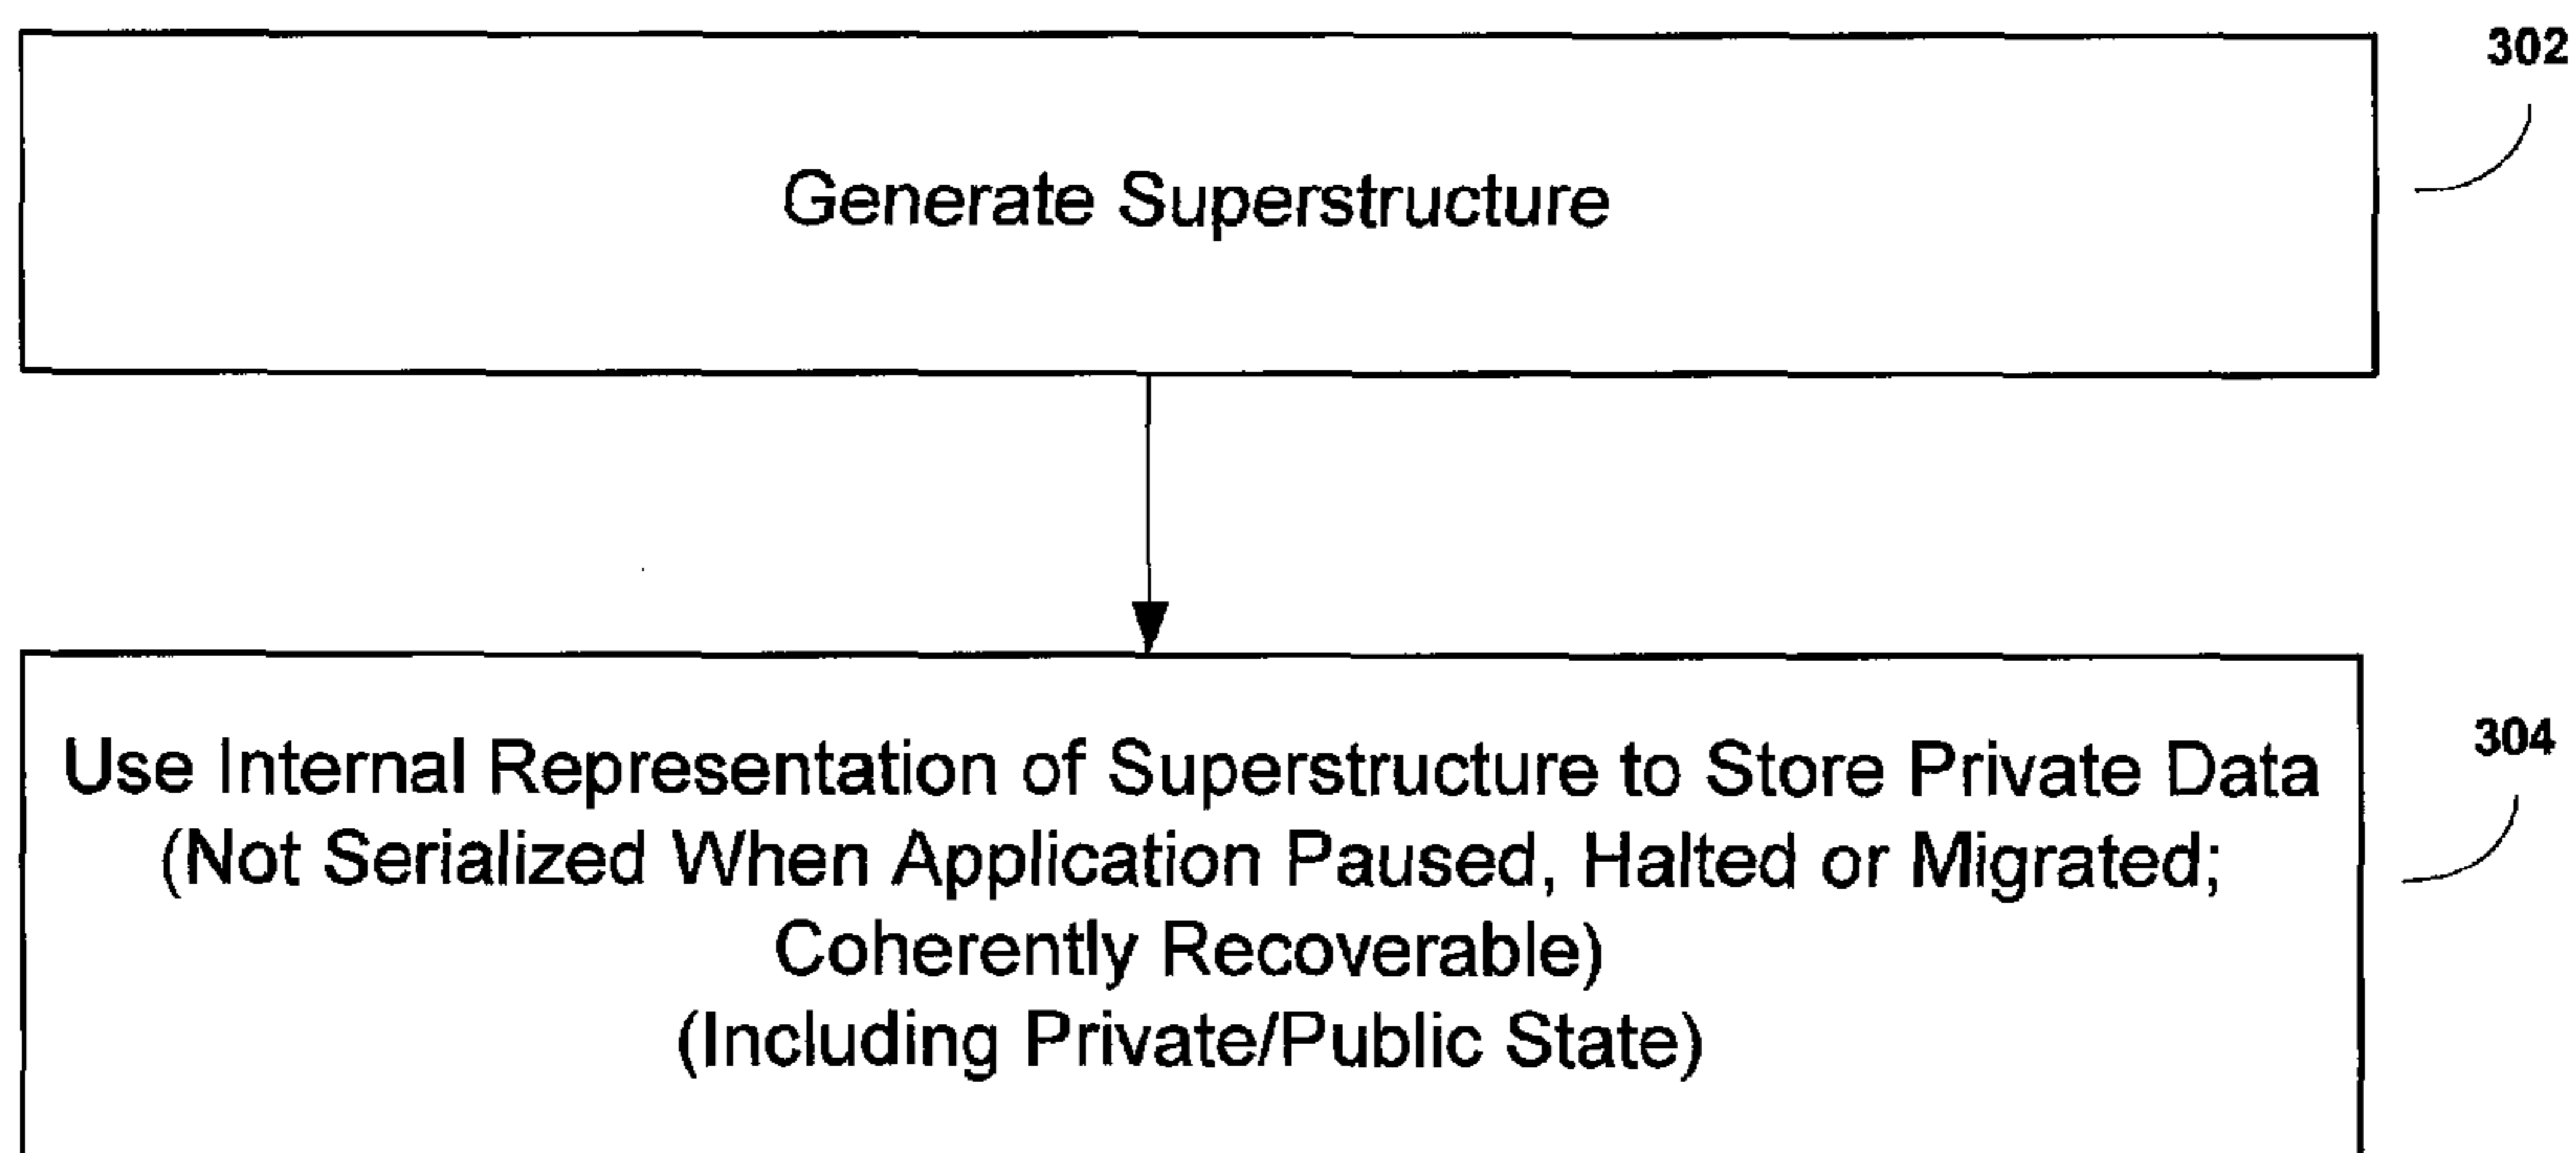 302
Generate Superstructure
304
Use Internal Representation of Superstructure to Store Private Data
(Not Serialized When Application Paused, Halted or Migrated;
Coherently Recoverable)
(Including Private/Public State)